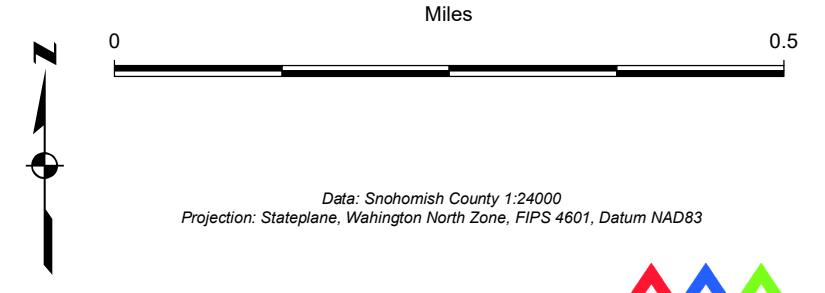 Miles
0 0.5
N
Data: Snohomish County 1:24000
Projection: Stateplane, Wahington North Zone, FIPS 4601, Datum NAD83